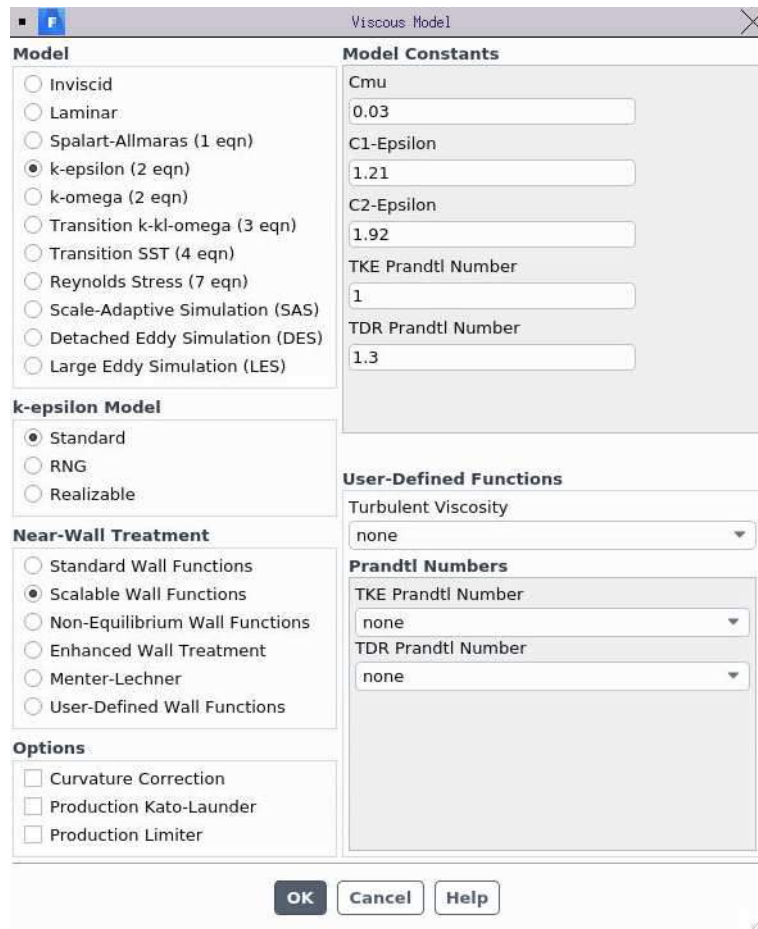 F
Viscous Model
Model
Inviscid
Laminar
Spalart-Allmaras (1 eqn)
k-epsilon (2 eqn)
k-omega (2 eqn)
Transition k-kl-omega (3 eqn)
Transition SST (4 eqn)
Reynolds Stress (7 eqn)
Scale-Adaptive Simulation (SAS)
Detached Eddy Simulation (DES)
Large Eddy Simulation (LES)
k-epsilon Model
Standard
RNG
Realizable
Near-Wall Treatment
Standard Wall Functions
Scalable Wall Functions
Non-Equilibrium Wall Functions
Enhanced Wall Treatment
Menter-Lechner
User-Defined Wall Functions
Options
Curvature Correction
Production Kato-Launder
Production Limiter
Model Constants
Cmu
0.03
C1-Epsilon
1.21
C2-Epsilon
1.92
TKE Prandtl Number
1
TDR Prandtl Number
1.3
User-Defined Functions
Turbulent Viscosity
none
Prandtl Numbers
TKE Prandtl Number
none
TDR Prandtl Number
none
OK
Cancel
Help